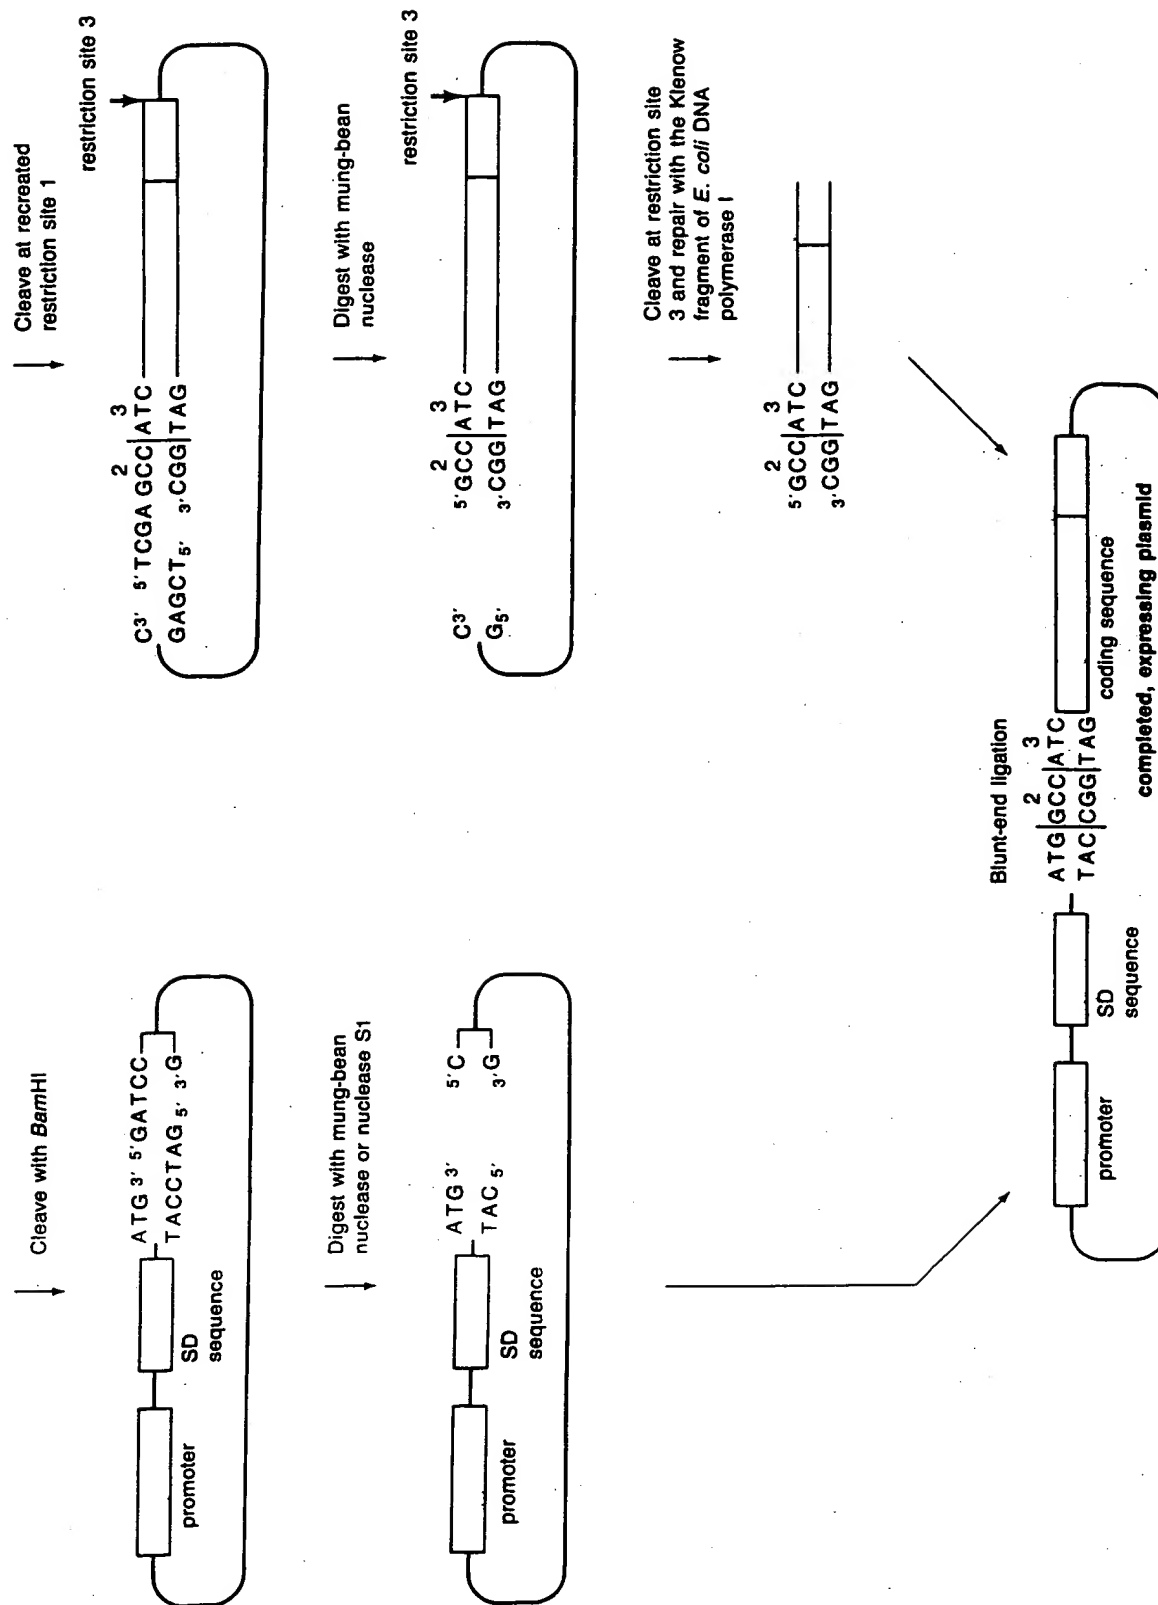 Cleave with BamHI
ATG 3' 5'GATCC
TACCTAG 5' 3'G
promoter
SD
sequence
Digest with mung-bean
nuclease or nuclease S1
ATG 3'
TAC 5'
5'C
3'G
promoter
SD
sequence
Cleave at recreated
restriction site 1
restriction site 3
2 3
C3' 5'TCGA GCC|ATC
GAGCT5' 3'CGG|TAG
Digest with mung-bean
nuclease
restriction site 3
2 3
C3' 5'GCC|ATC
G5' 3'CGG|TAG
Cleave at restriction site
3 and repair with the Klenow
fragment of E. coli DNA
polymerase I
2 3
5'GCC|ATC
3'CGG|TAG
Blunt-end ligation
2 3
ATG|GCC|ATC
TAC|CGG|TAG
promoter
SD
sequence
coding sequence
completed, expressing plasmid